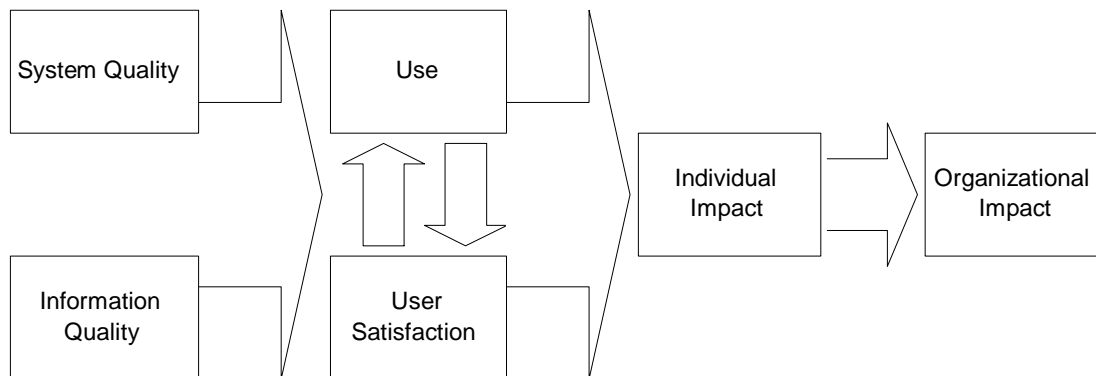 System Quality
Use
Individual
Impact
Organizational
Impact
Information
Quality
User
Satisfaction